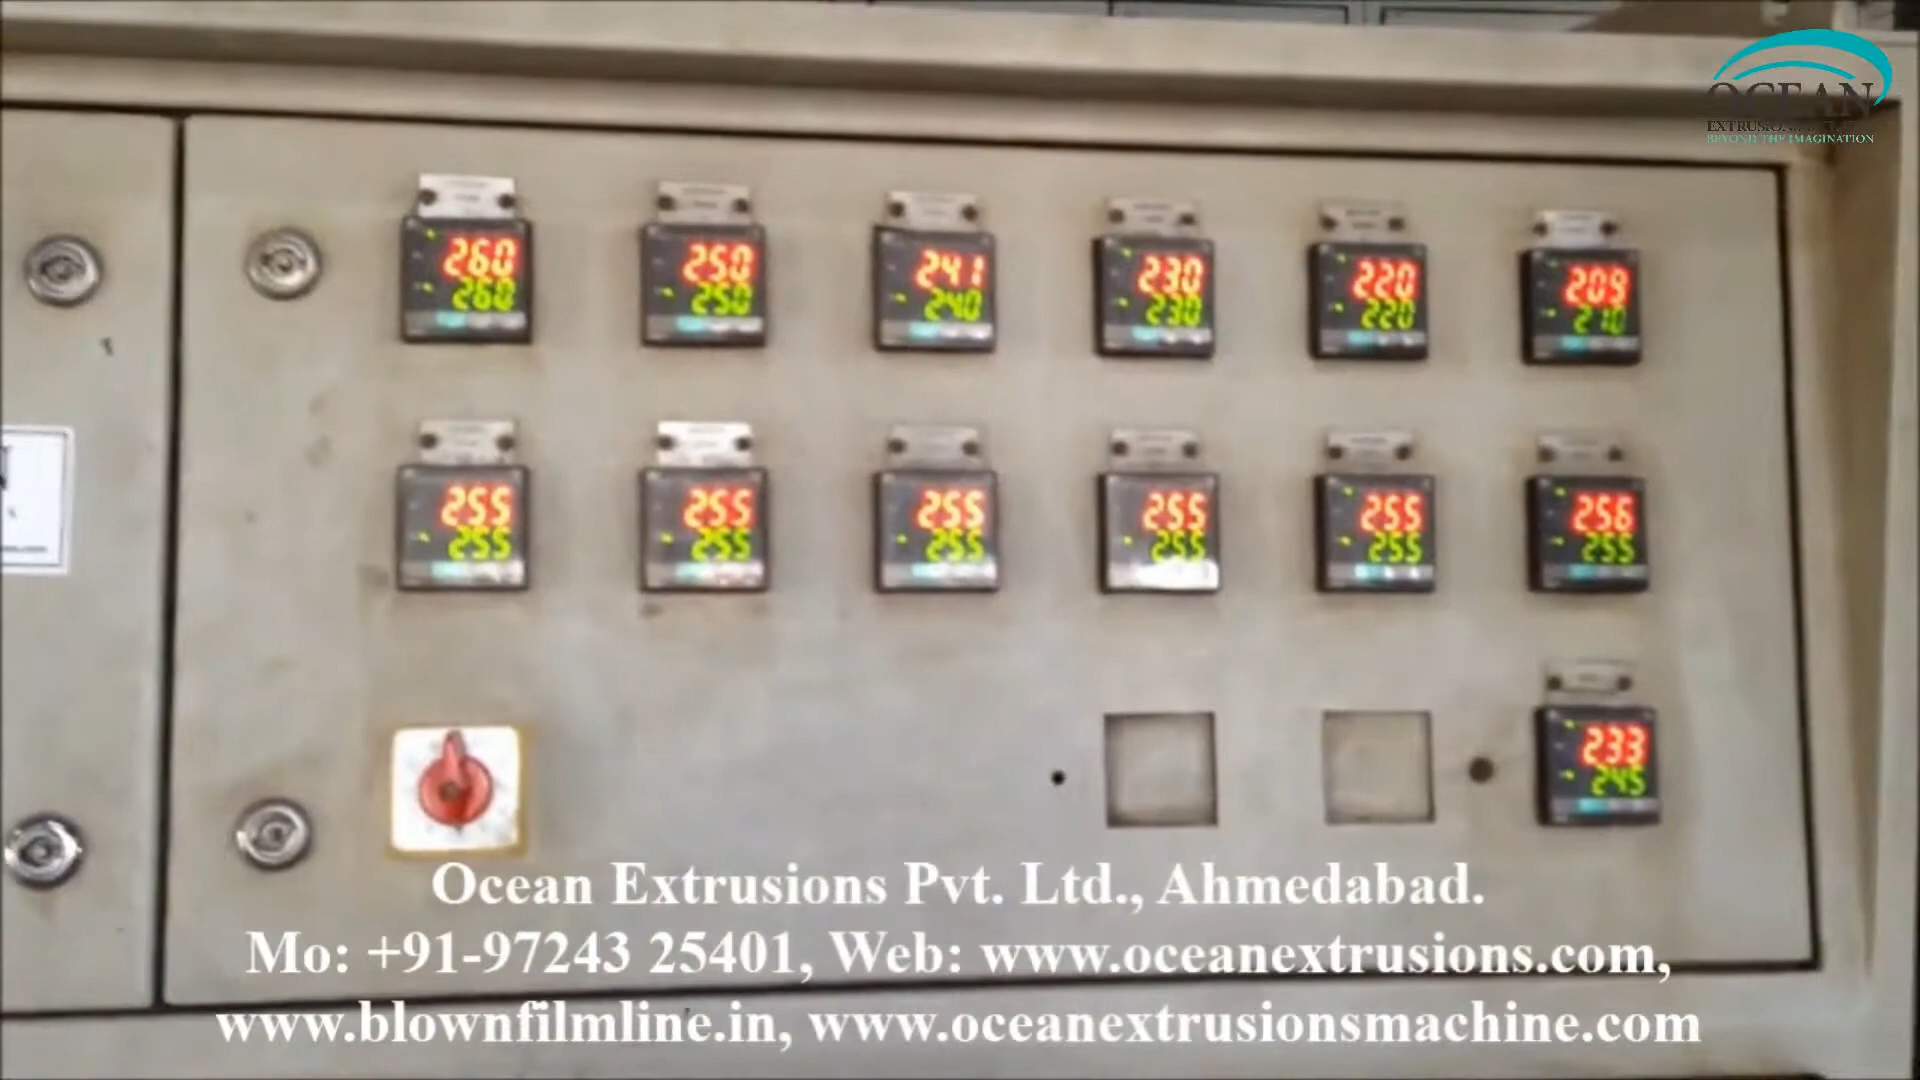 OCEAN
EXTRUSIONS
BEYOND THE IMAGINATION
260 250 241 230 220 209
260 250 240 230 220 210
255 255 255 255 255 256
255 255 255 255 255 255
233
245
Ocean Extrusions Pvt. Ltd., Ahmedabad.
Mo: +91-97243 25401, Web: www.oceanextrusions.com,
www.blownfilmline.in, www.oceanextrusionsmachine.com